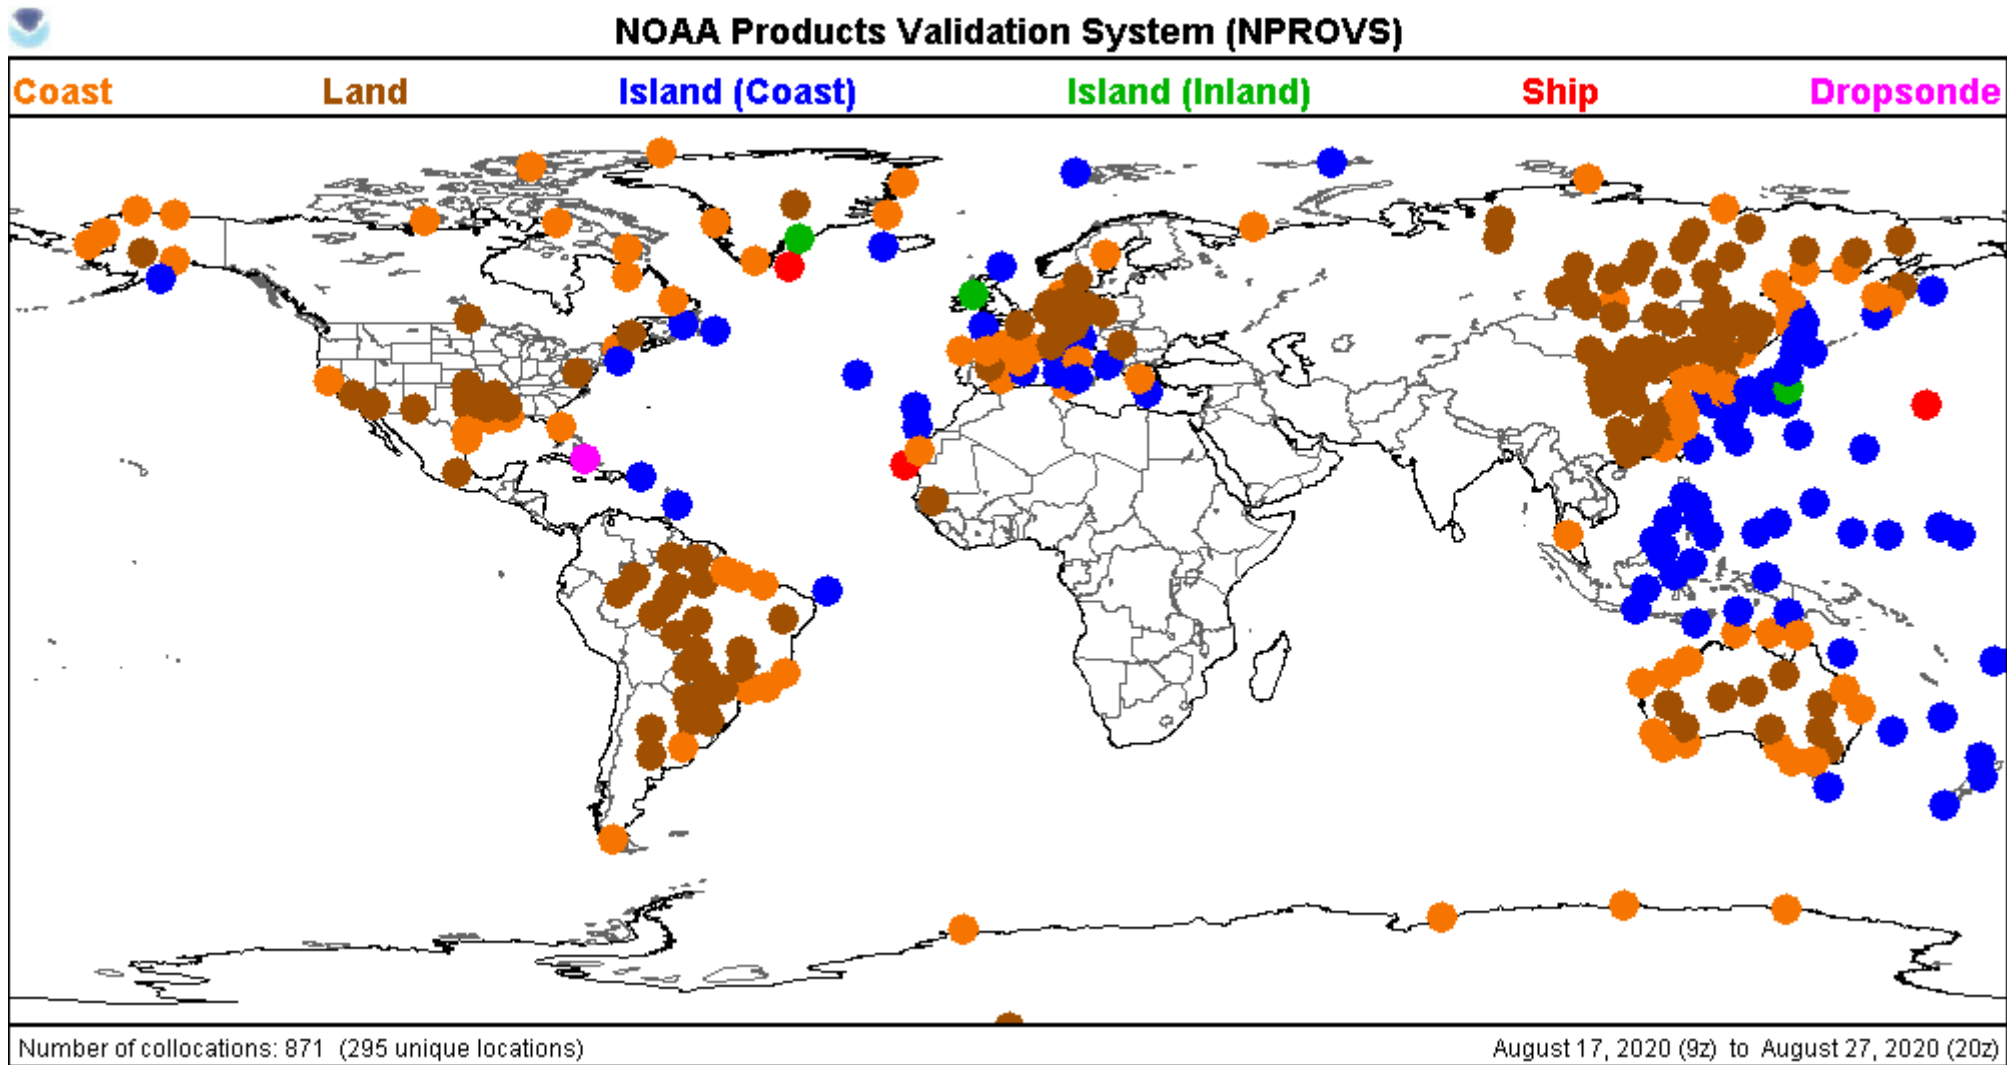 NOAA Products Validation System (NPROVS)
Coast Land Island (Coast) Island (Inland) Ship Dropsonde
Number of collocations: 871 (295 unique locations) August 17, 2020 (9z) to August 27, 2020 (20z)